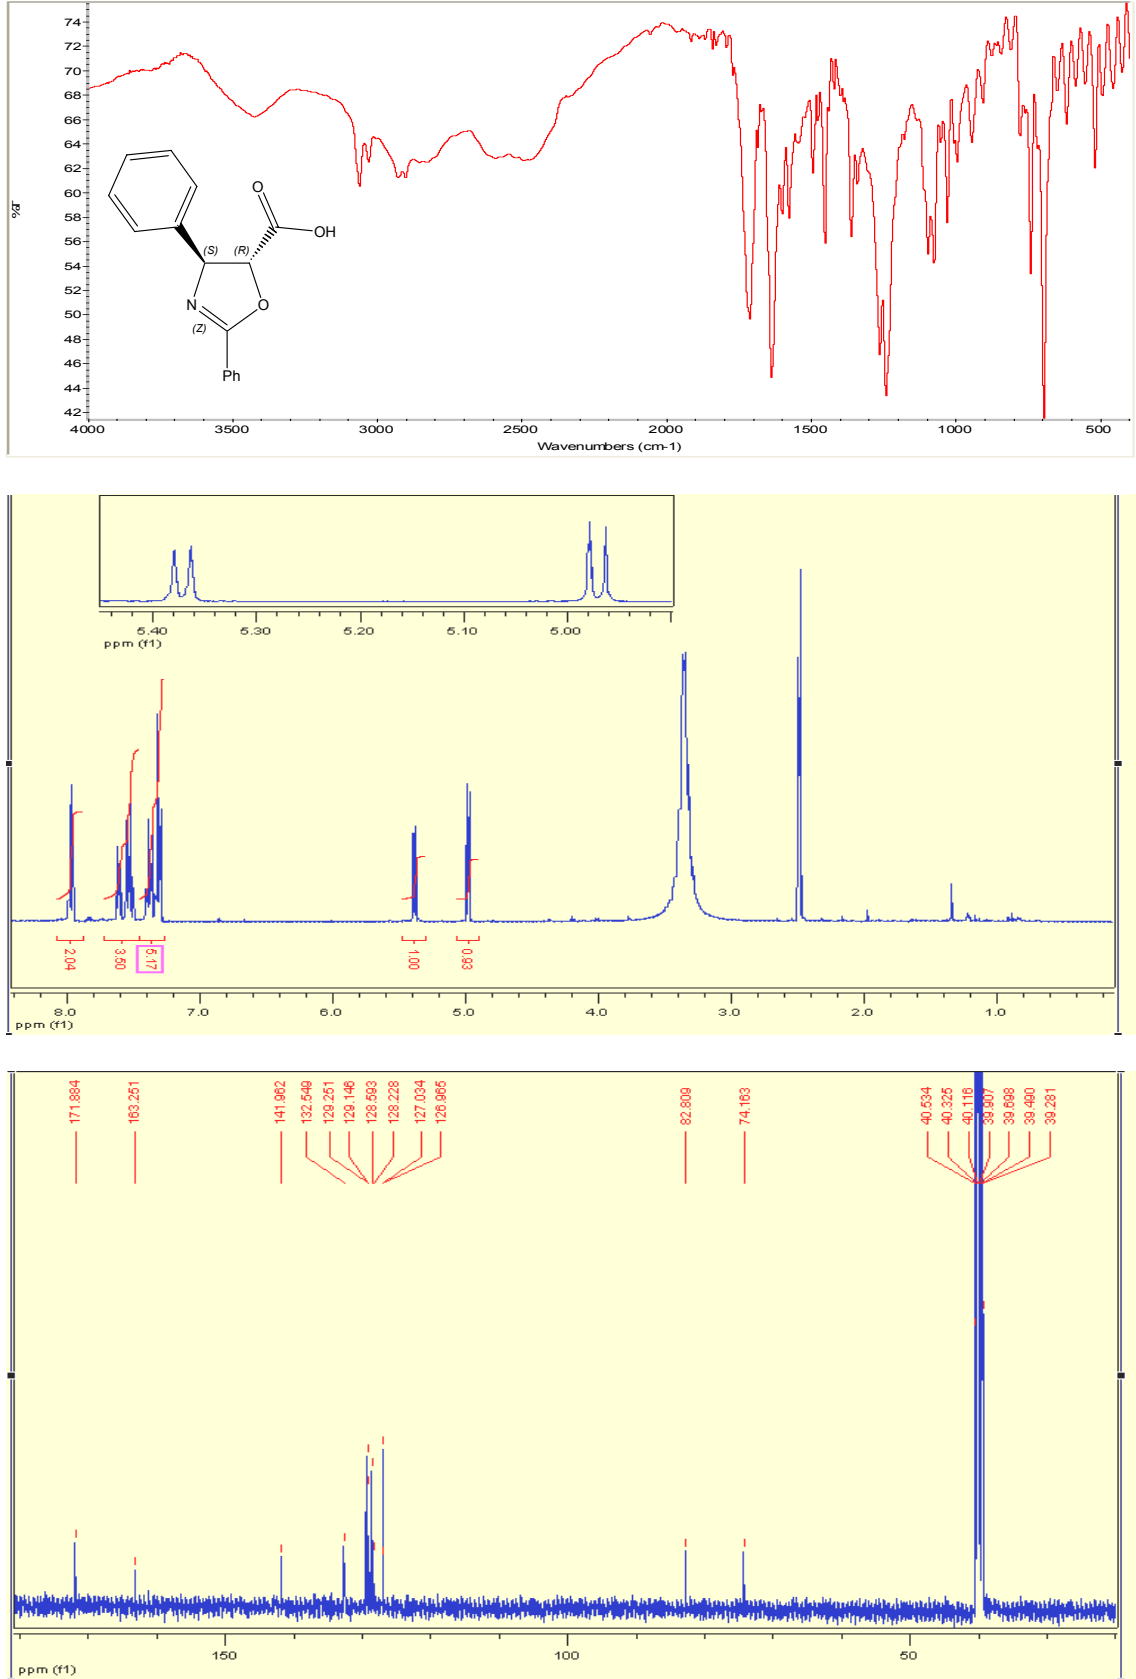 74
72
70
68
66
64
62
60
58
56
54
52
50
48
46
44
42
%T
O
OH
(S)
(R)
N
O
(Z)
Ph
4000 3500 3000 2500 2000 1500 1000 500
Wavenumbers (cm-1)
5.40 5.30 5.20 5.10 5.00
ppm (f1)
2.04 3.50 5.17 1.00 0.93
8.0 7.0 6.0 5.0 4.0 3.0 2.0 1.0
ppm (f1)
171.884 163.251 141.962 132.549 129.251 129.146 128.593 128.228 127.034 126.965 82.809 74.163 40.534 40.325 40.116 39.907 39.698 39.490 39.281
150 100 50
ppm (f1)